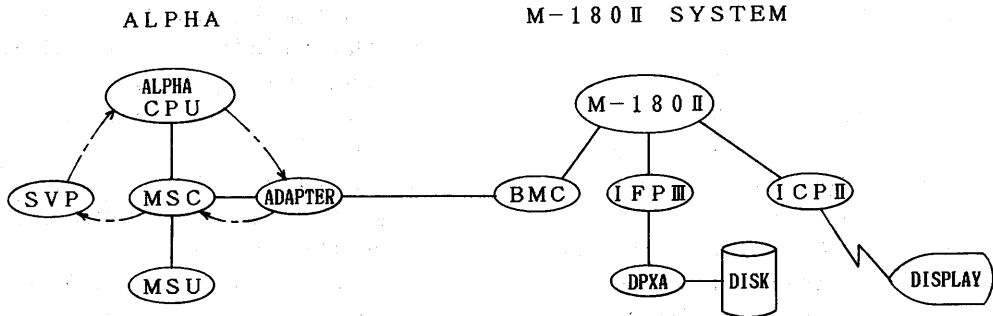 ALPHA
M-180Ⅱ SYSTEM
ALPHA
CPU
M-180Ⅱ
SVP
MSC
ADAPTER
BMC
IFPⅢ
ICPⅡ
MSU
DPXA
DISK
DISPLAY